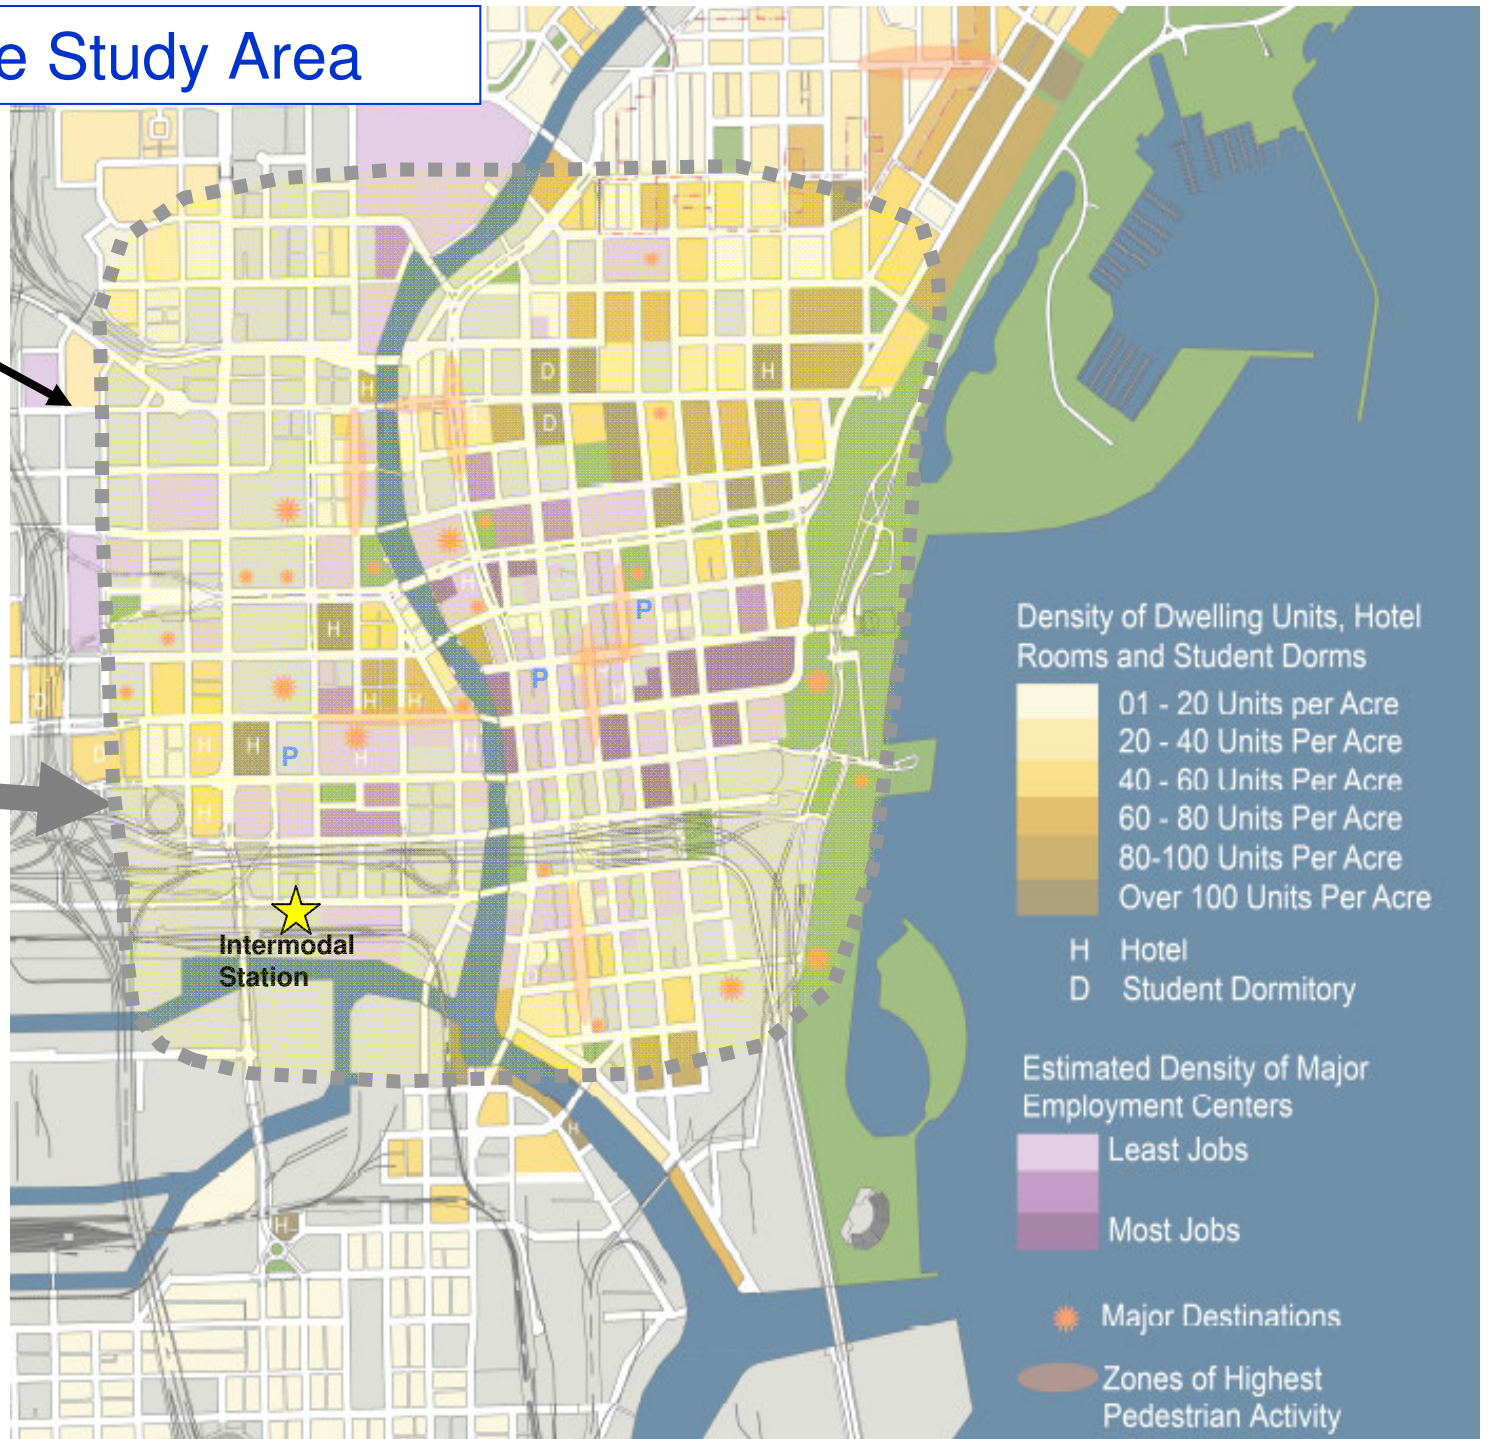 e Study Area
H
D
H
D
H
P
H
P
H
D
H
H
H
D
H
H
P
H
H
H
Intermodal
Station
H
H
Density of Dwelling Units, Hotel
Rooms and Student Dorms
01 - 20 Units per Acre
20 - 40 Units Per Acre
40 - 60 Units Per Acre
60 - 80 Units Per Acre
80-100 Units Per Acre
Over 100 Units Per Acre
H Hotel
D Student Dormitory
Estimated Density of Major
Employment Centers
Least Jobs
Most Jobs
Major Destinations
Zones of Highest
Pedestrian Activity